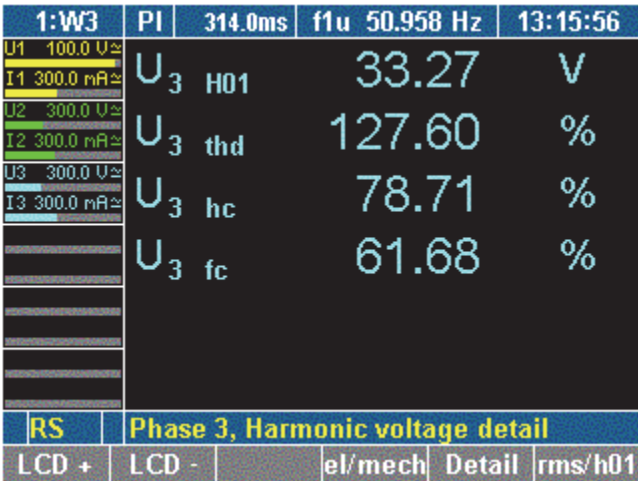 1:W3 PI 314.0ms f1u 50.958 Hz 13:15:56
U1 100.0 V≃
I1 300.0 mA≃
U2 300.0 V≃
I2 300.0 mA≃
U3 300.0 V≃
I3 300.0 mA≃
U3 H01 33.27 V
U3 thd 127.60 %
U3 hc 78.71 %
U3 fc 61.68 %
RS Phase 3, Harmonic voltage detail
LCD + LCD - el/mech Detail rms/h01